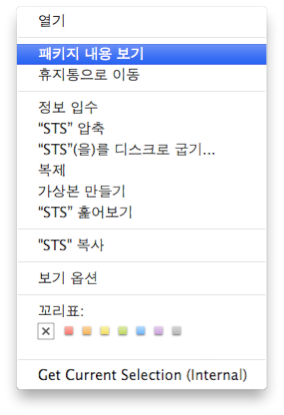 열기
패키지 내용 보기
휴지통으로 이동
정보 입수
“STS” 압축
“STS”(을)를 디스크로 굽기...
복제
가상본 만들기
“STS” 훑어보기
"STS" 복사
보기 옵션
꼬리표:
Get Current Selection (Internal)